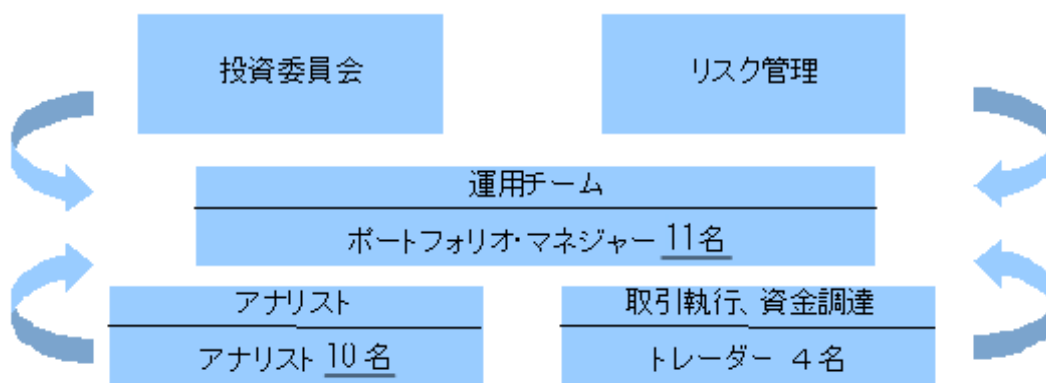 投資委員会
リスク管理
運用チーム
ポートフォリオ・マネジャー 11名
アナリスト
アナリスト 10名
取引執行、資金調達
トレーダー 4名